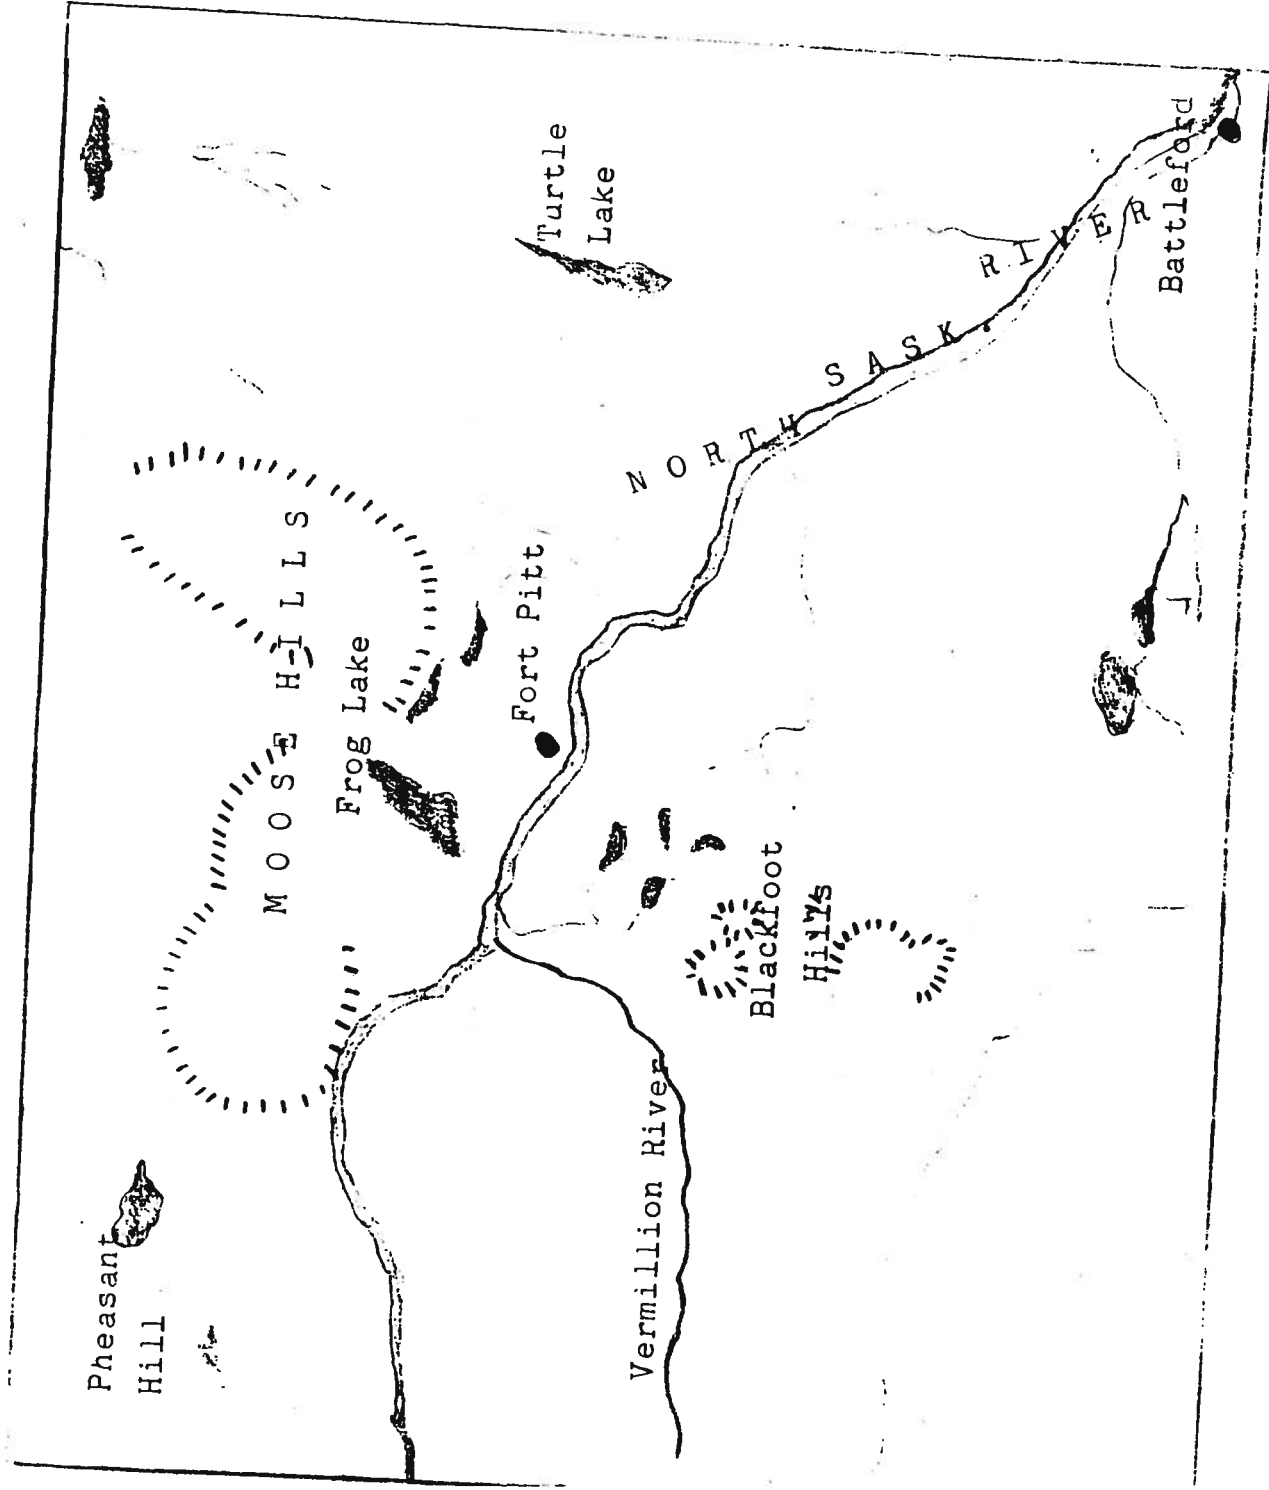 Pheasant
Hill
MOOSE HILLS
Frog Lake
Turtle
Lake
Fort Pitt
NORTH SASK. RIVER
Vermillion River
Blackfoot
Hills
Battleford